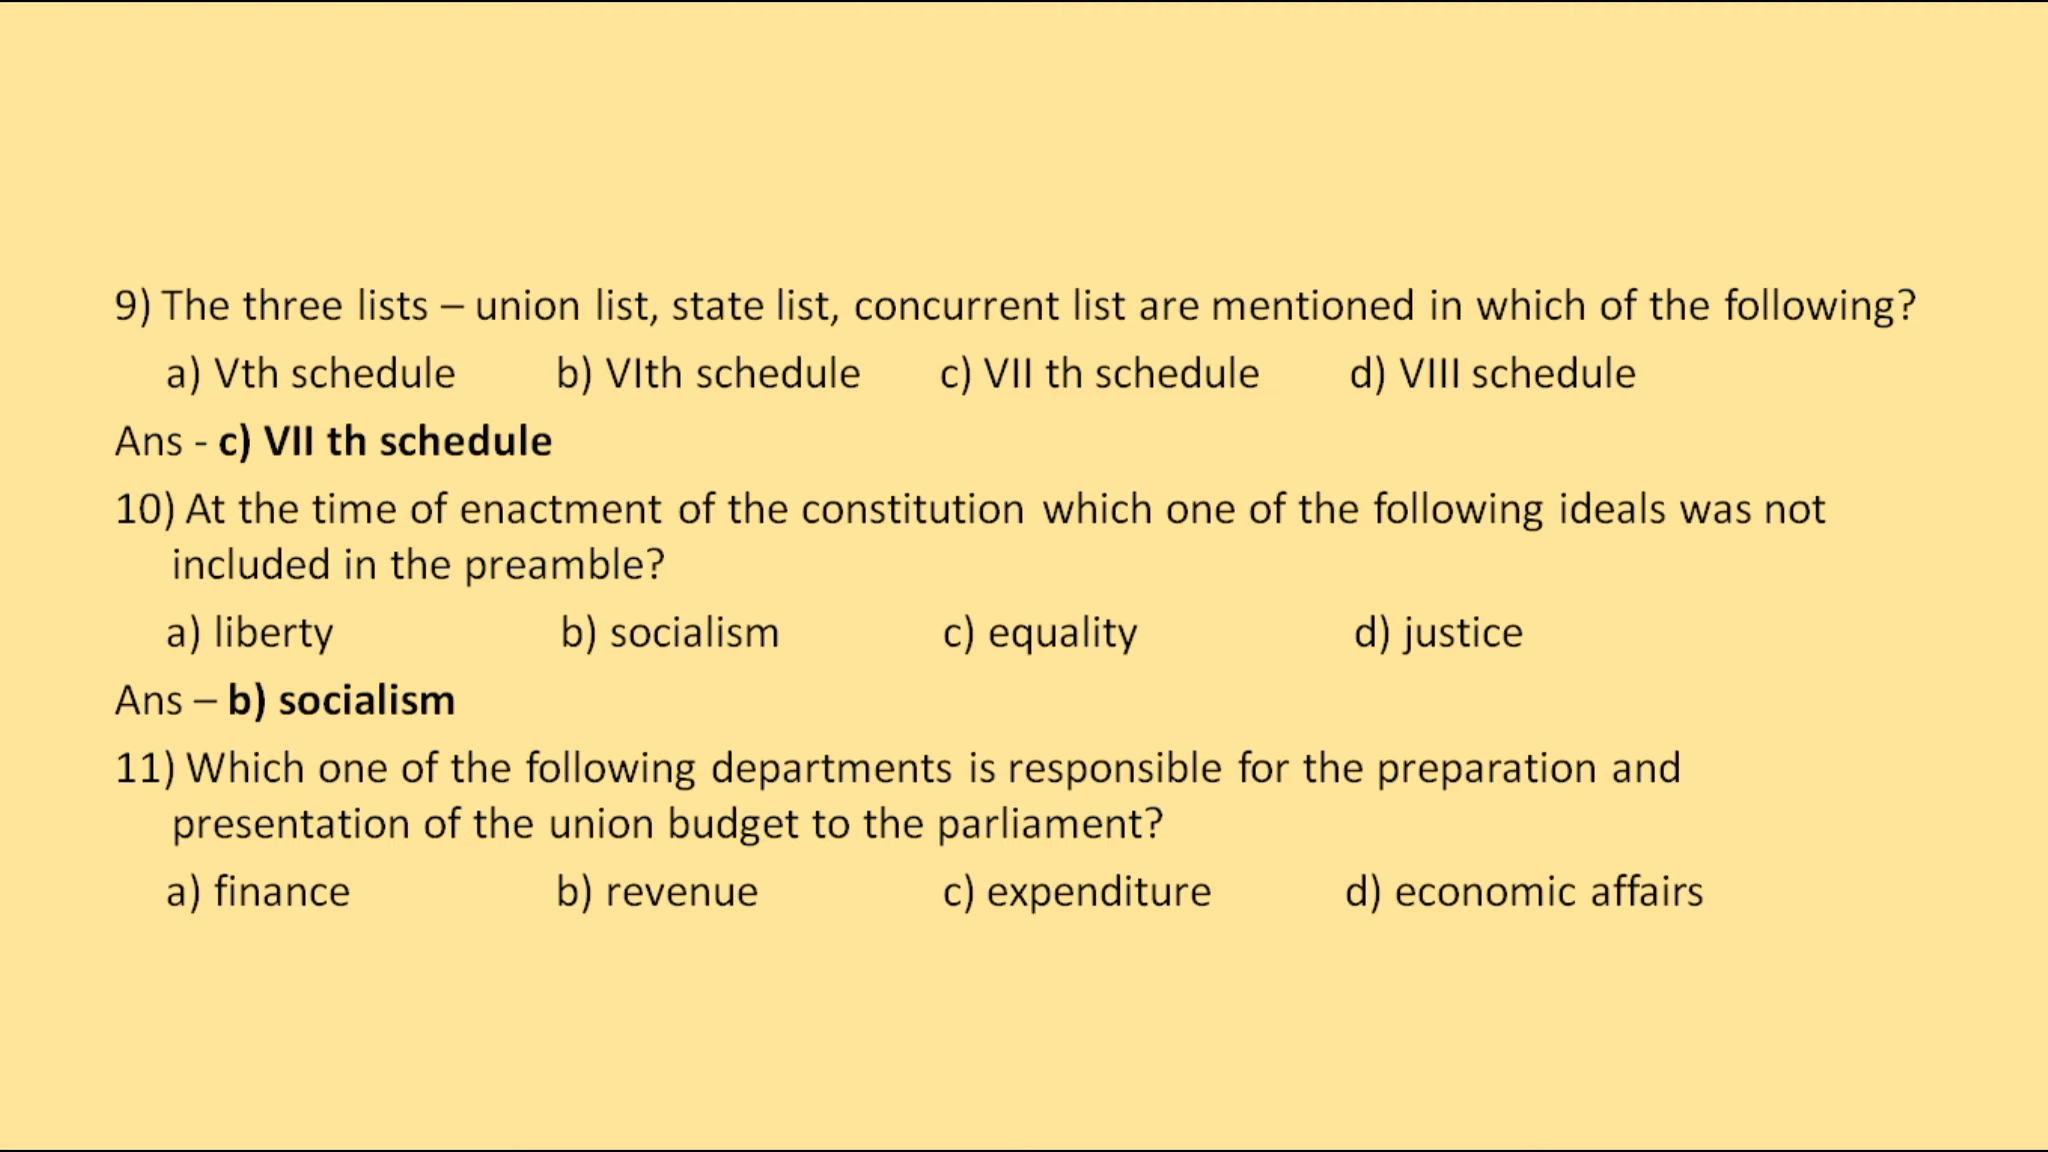 9) The three lists – union list, state list, concurrent list are mentioned in which of the following?
a) Vth schedule b) VIth schedule c) VII th schedule d) VIII schedule
Ans - c) VII th schedule
10) At the time of enactment of the constitution which one of the following ideals was not
included in the preamble?
a) liberty b) socialism c) equality d) justice
Ans – b) socialism
11) Which one of the following departments is responsible for the preparation and
presentation of the union budget to the parliament?
a) finance b) revenue c) expenditure d) economic affairs